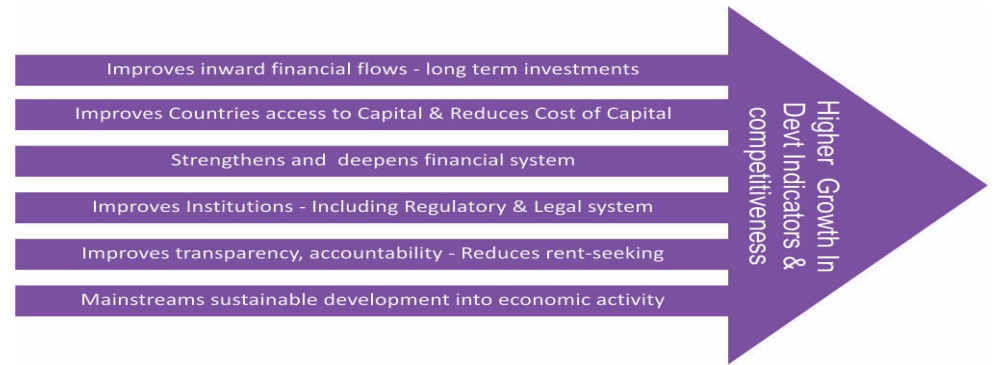 Improves inward financial flows - long term investments
Improves Countries access to Capital & Reduces Cost of Capital
Strengthens and deepens financial system
Improves Institutions - Including Regulatory & Legal system
Improves transparency, accountability - Reduces rent-seeking
Mainstreams sustainable development into economic activity
Higher Growth In
Devt Indicators &
competitiveness